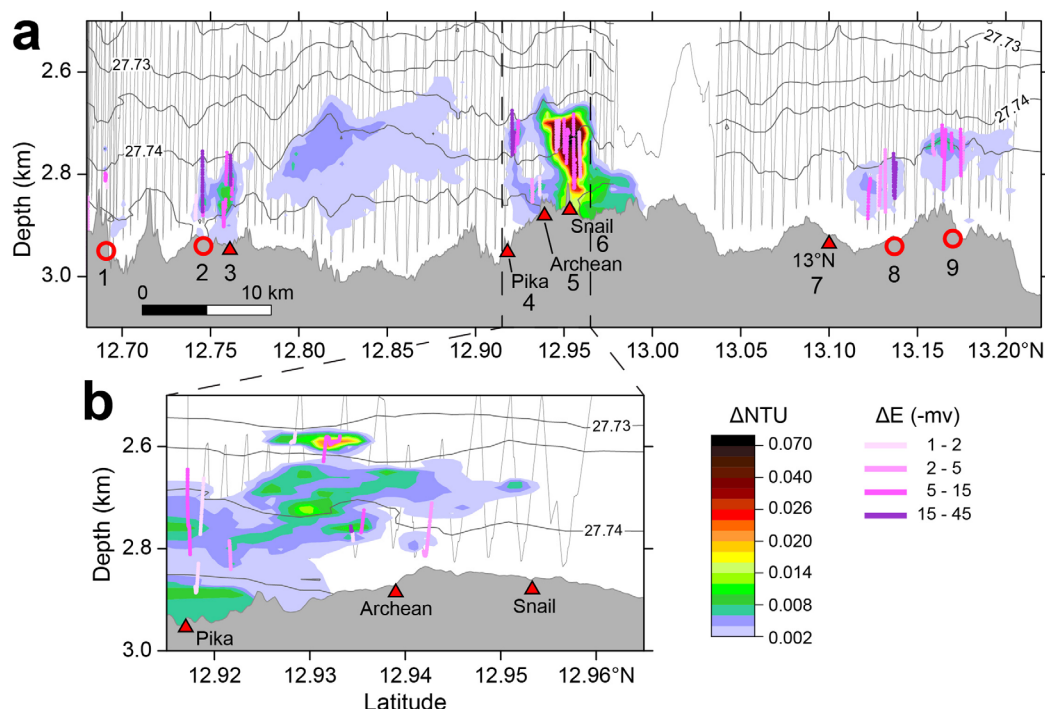 a
27.73
27.74
27.74
2.6
2.8
3.0
Depth (km)
1
2
3
Pika
4
Archean
5
Snail
6
13°N
7
8
9
0
10 km
12.70
12.75
12.80
12.85
12.90
12.95
13.00
13.05
13.10
13.15
13.20°N
b
27.73
27.74
2.6
2.8
3.0
Depth (km)
Pika
Archean
Snail
12.92
12.93
12.94
12.95
12.96°N
Latitude
ΔNTU
0.070
0.040
0.026
0.020
0.014
0.008
0.002
ΔE (-mv)
1 - 2
2 - 5
5 - 15
15 - 45